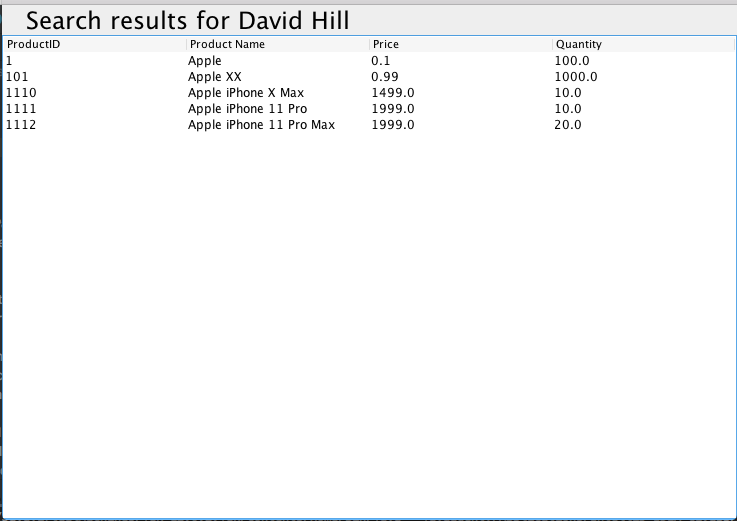 Search results for David Hill
ProductID Product Name Price Quantity
1 Apple 0.1 100.0
101 Apple XX 0.99 1000.0
1110 Apple iPhone X Max 1499.0 10.0
1111 Apple iPhone 11 Pro 1999.0 10.0
1112 Apple iPhone 11 Pro Max 1999.0 20.0